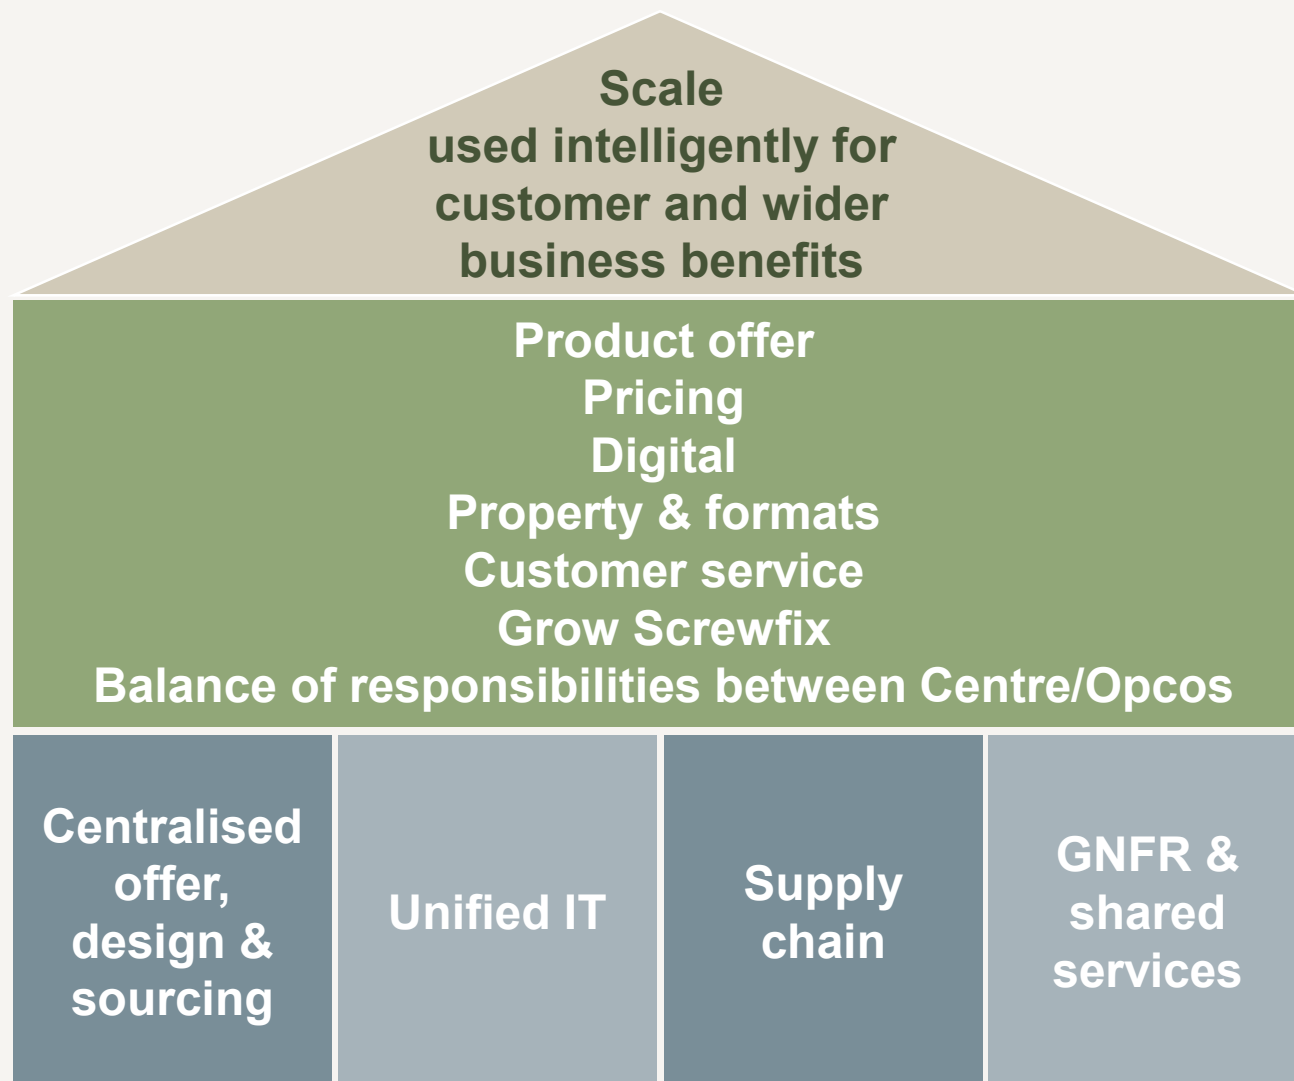 Scale
used intelligently for
customer and wider
business benefits
Product offer
Pricing
Digital
Property & formats
Customer service
Grow Screwfix
Balance of responsibilities between Centre/Opcos
Centralised
offer,
design &
sourcing
Unified IT
Supply
chain
GNFR &
shared
services